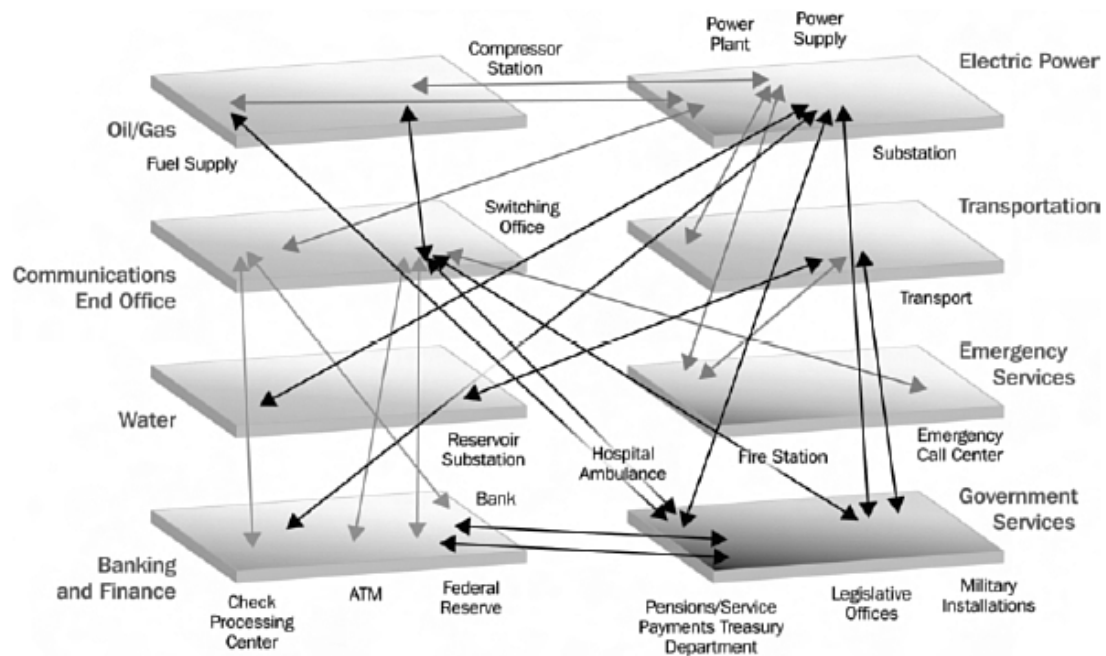 Power
Plant
Power
Supply
Compressor
Station
Electric Power
Oil/Gas
Fuel Supply
Substation
Switching
Office
Transportation
Communications
End Office
Transport
Emergency
Services
Water
Reservoir
Substation
Hospital
Ambulance
Fire Station
Emergency
Call Center
Bank
Government
Services
Banking
and Finance
Check
Processing
Center
ATM
Federal
Reserve
Pensions/Service
Payments Treasury
Department
Legislative
Offices
Military
Installations